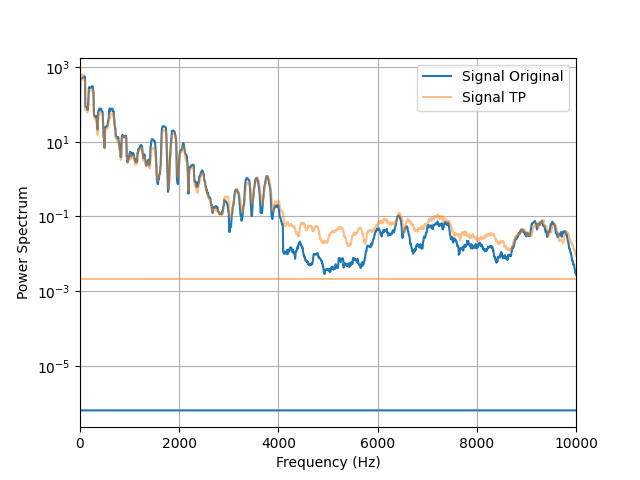 Signal Original
Signal TP
Power Spectrum
10³
10¹
10⁻¹
10⁻³
10⁻⁵
0 2000 4000 6000 8000 10000
Frequency (Hz)